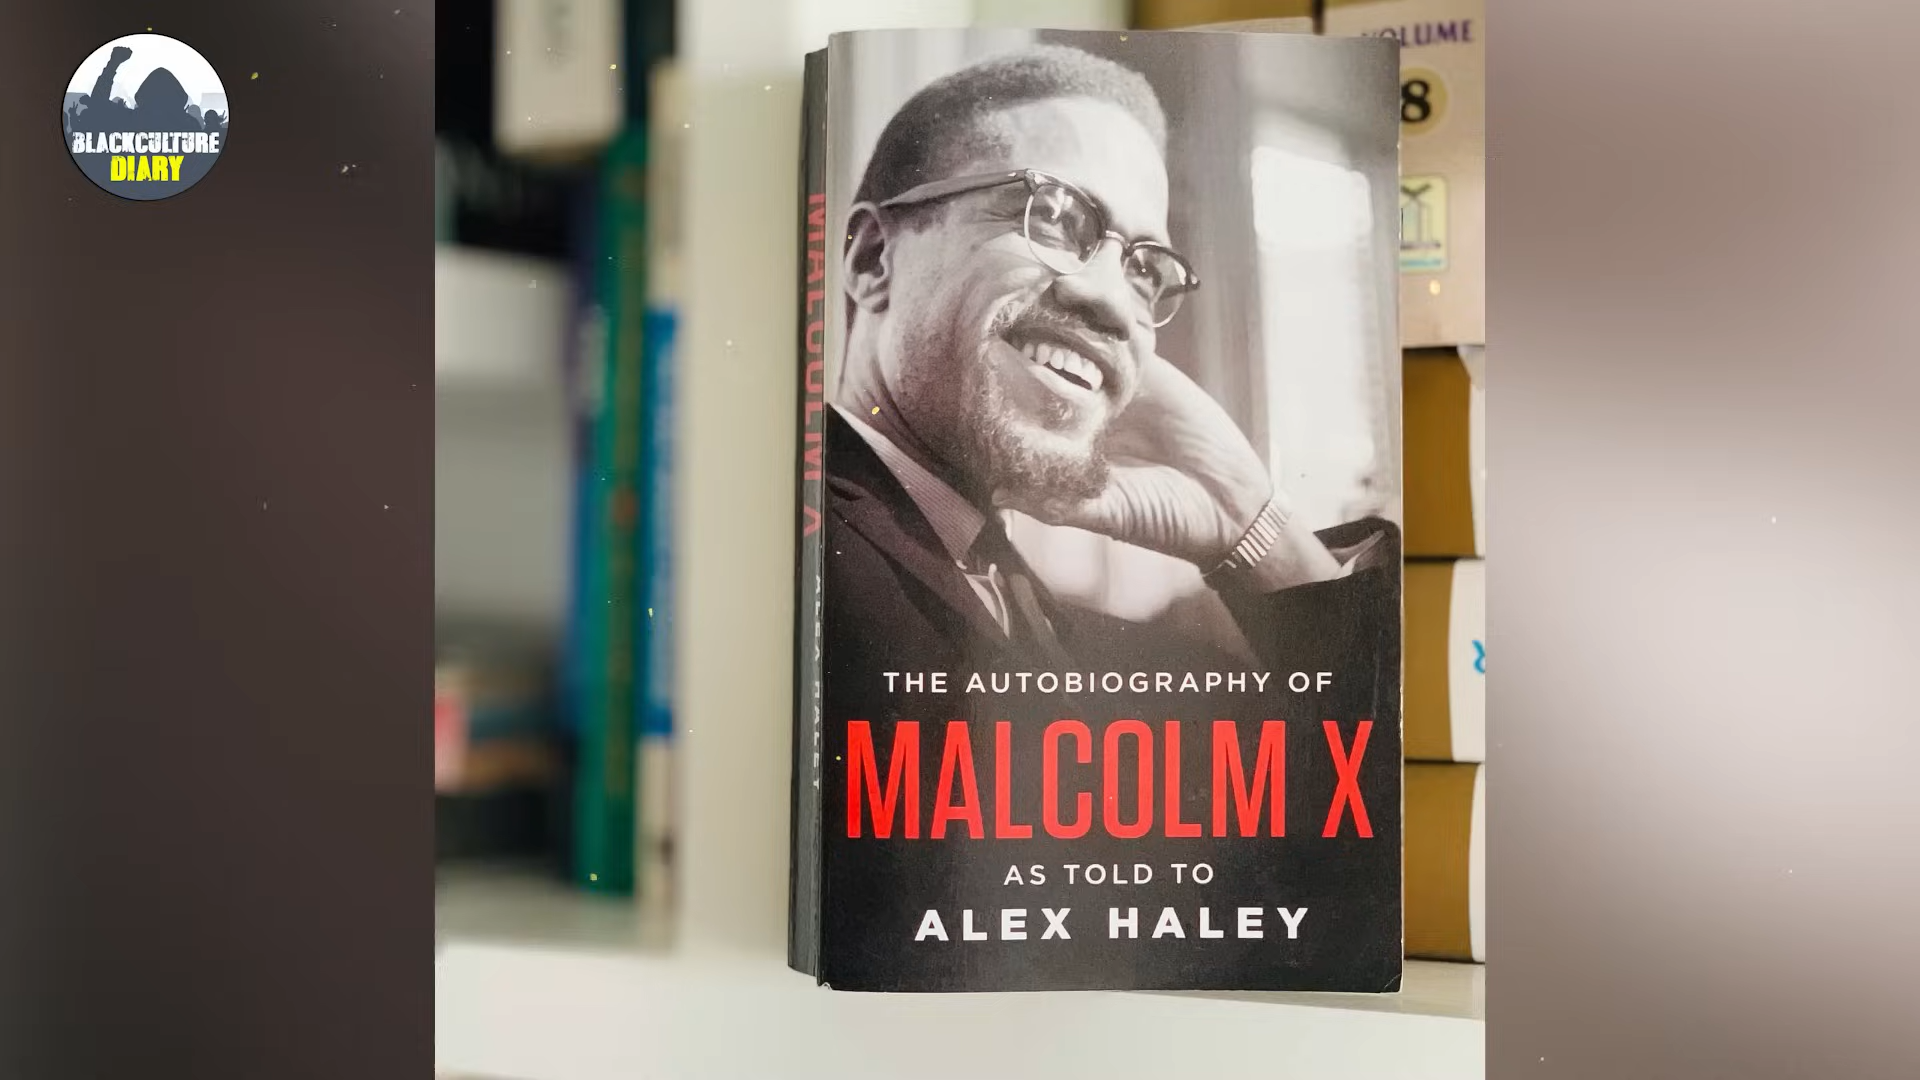 BLACKCULTURE
DIARY
VOLUME
8
MALCOLM X
ALEX HALEY
THE AUTOBIOGRAPHY OF
MALCOLM X
AS TOLD TO
ALEX HALEY